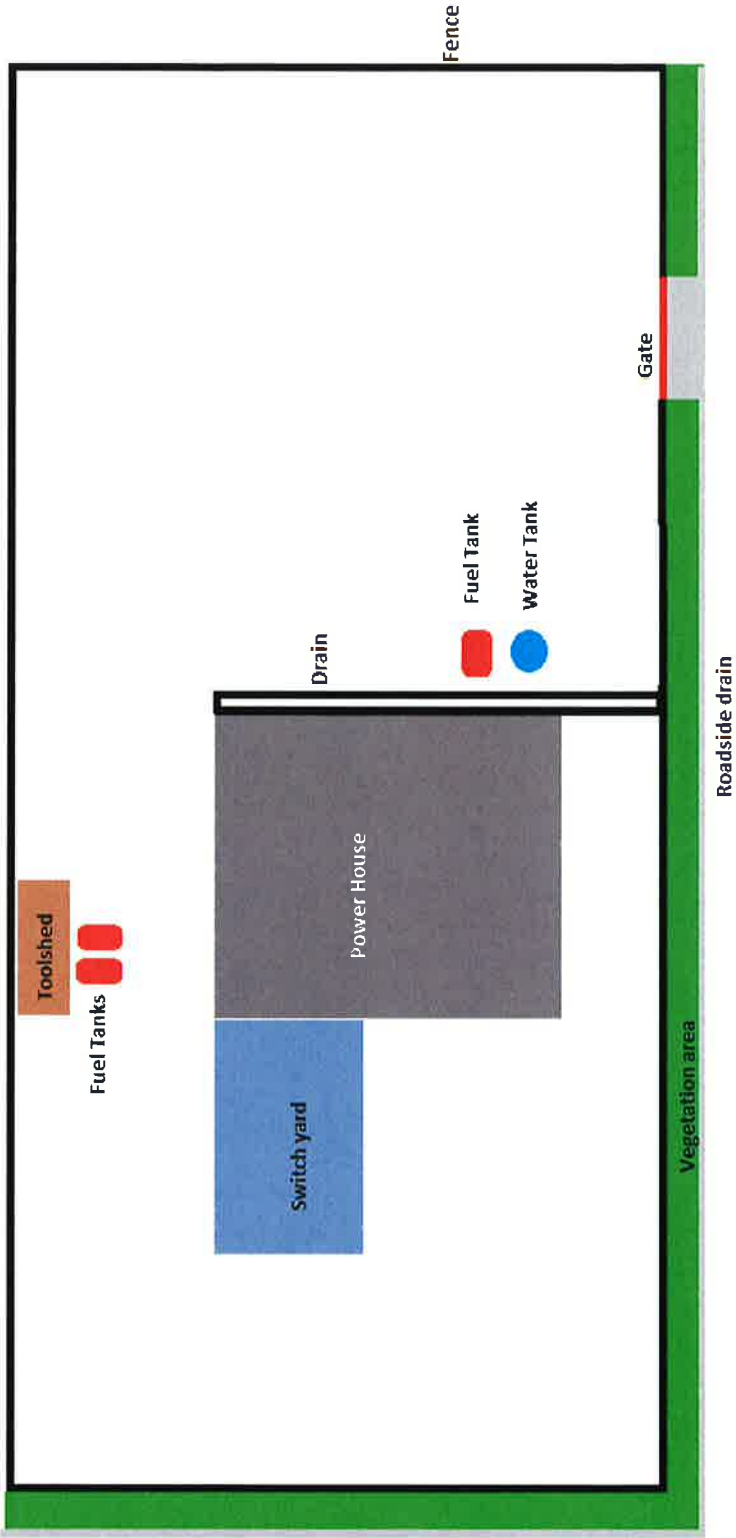 Toolshed
Fuel Tanks
Switch yard
Drain
Power House
Fence
Fuel Tank
Water Tank
Gate
Vegetation area
Roadside drain